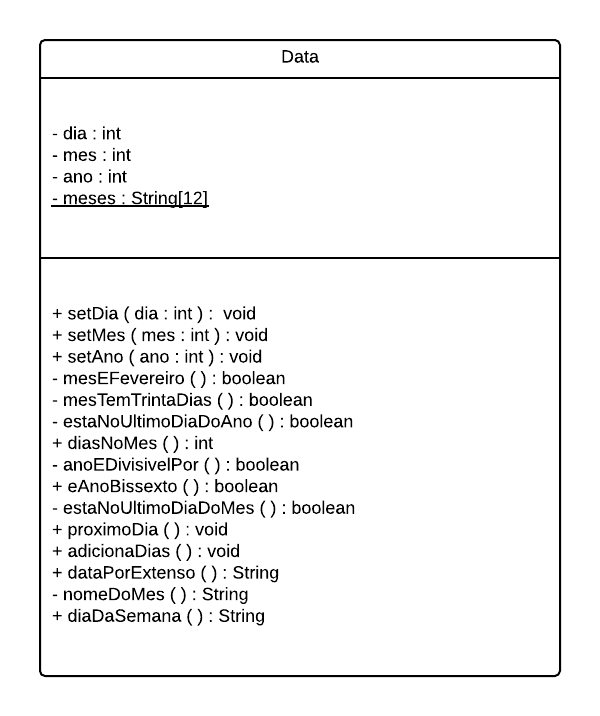 Data
- dia : int
- mes : int
- ano : int
- meses : String[12]
+ setDia ( dia : int ) :  void
+ setMes ( mes : int ) : void
+ setAno ( ano : int ) : void
- mesEFevereiro ( ) : boolean
- mesTemTrintaDias ( ) : boolean
- estaNoUltimoDiaDoAno ( ) : boolean
+ diasNoMes ( ) : int
- anoEDivisivelPor ( ) : boolean
+ eAnoBissexto ( ) : boolean
- estaNoUltimoDiaDoMes ( ) : boolean
+ proximoDia ( ) : void
+ adicionaDias ( ) : void
+ dataPorExtenso ( ) : String
- nomeDoMes ( ) : String
+ diaDaSemana ( ) : String